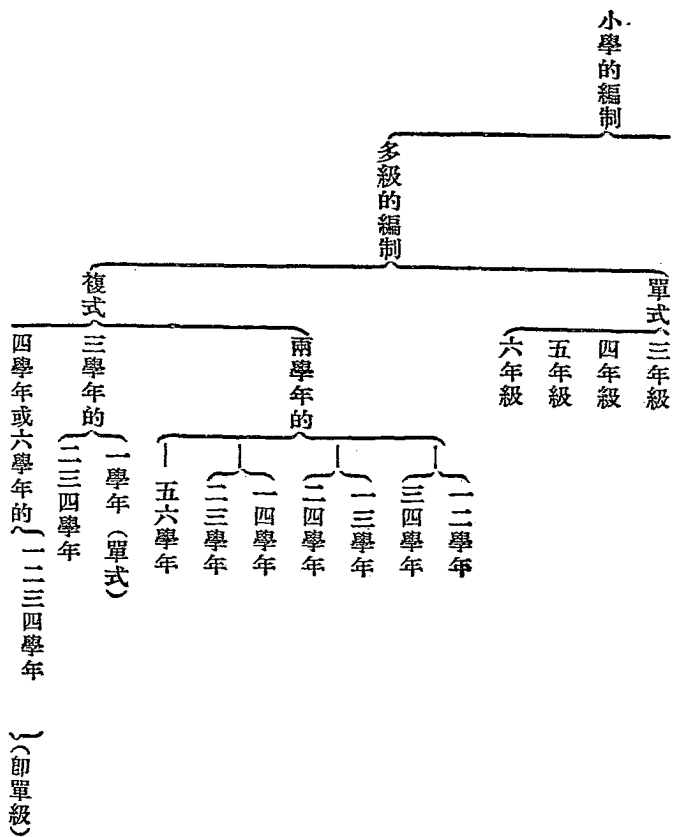 小學的編制
多級的編制
單式
三年級
四年級
五年級
六年級
複式
兩學年的
一二學年
三四學年
一三學年
二四學年
一四學年
二三學年
五六學年
三學年的
一學年（單式）
二三四學年
四學年或六學年的
一二三四學年
（即單級）